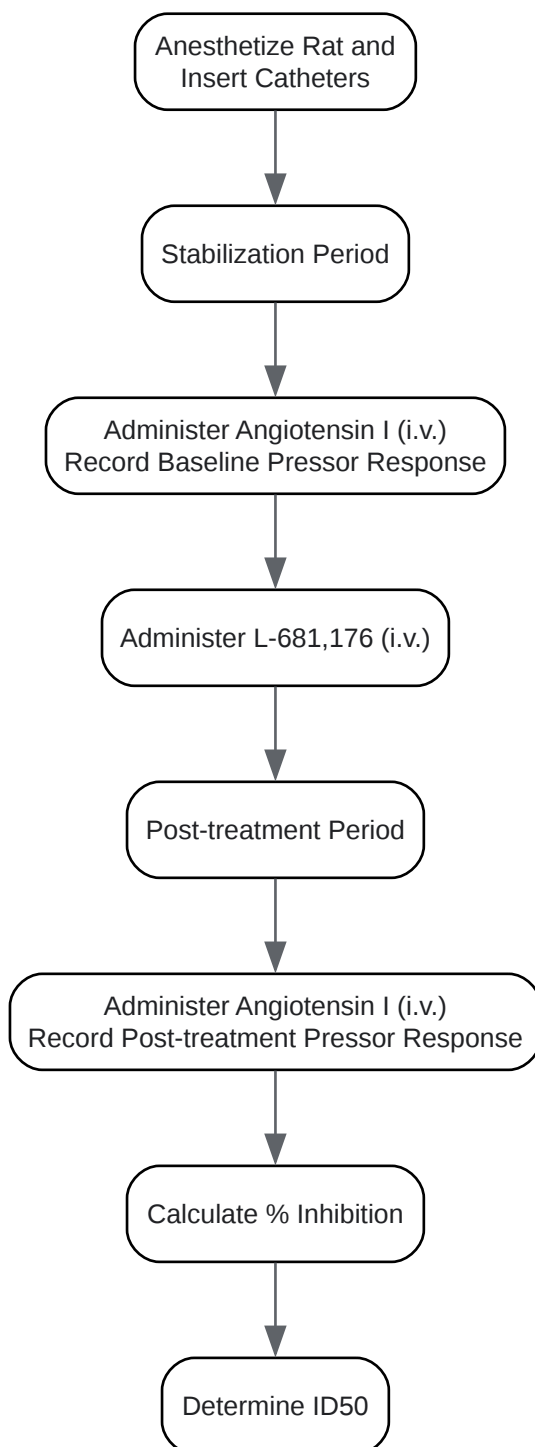 Anesthetize Rat and
Insert Catheters
Stabilization Period
Administer Angiotensin I (i.v.)
Record Baseline Pressor Response
Administer L-681,176 (i.v.)
Post-treatment Period
Administer Angiotensin I (i.v.)
Record Post-treatment Pressor Response
Calculate % Inhibition
Determine ID50